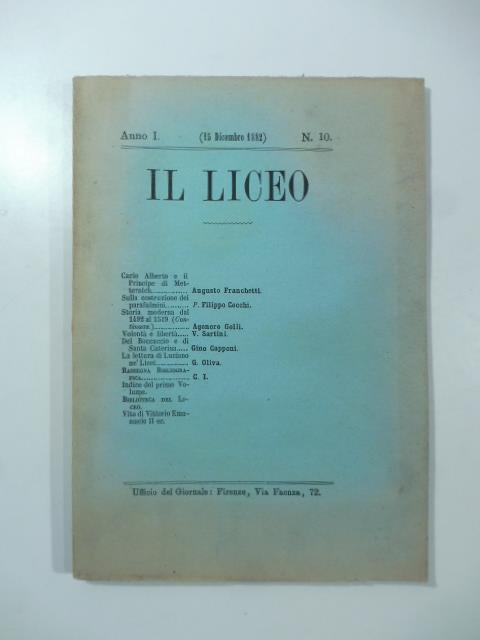 Anno I. (15 Dicembre 1882) N. 10.
IL LICEO
Carlo Alberto e il
Principe di Met-
ternich................ Augusto Franchetti.
Sulla costruzione dei
parafulmini.......... P. Filippo Cecchi.
Storia moderna dal
1492 al 1519 (Con-
tinuaz.)................ Agenore Gelli.
Volontà e libertà..... V. Sartini.
Del Boccaccio e di
Santa Caterina..... Gino Capponi.
La lettura di Luciano
ne' Licei.............. G. Oliva.
RASSEGNA BIBLIOGRA-
FICA...................... C. I.
Indice del primo Vo-
lume.
BIBLIOTECA DEL LI-
CEO.
Vita di Vittorio Ema-
nuele II ec.
Ufficio del Giornale: Firenze, Via Faenza, 72.